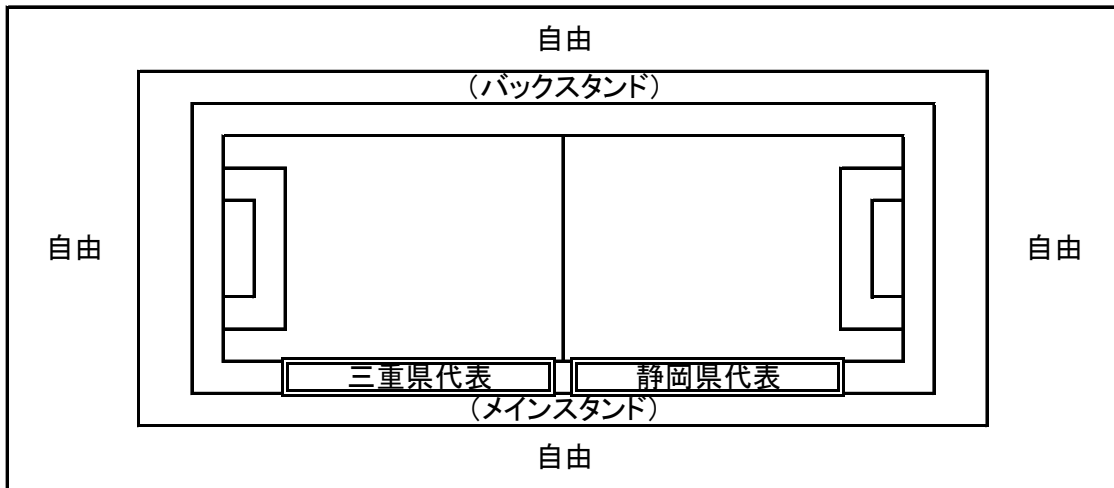 自由
（バックスタンド）
自由
自由
三重県代表
静岡県代表
（メインスタンド）
自由